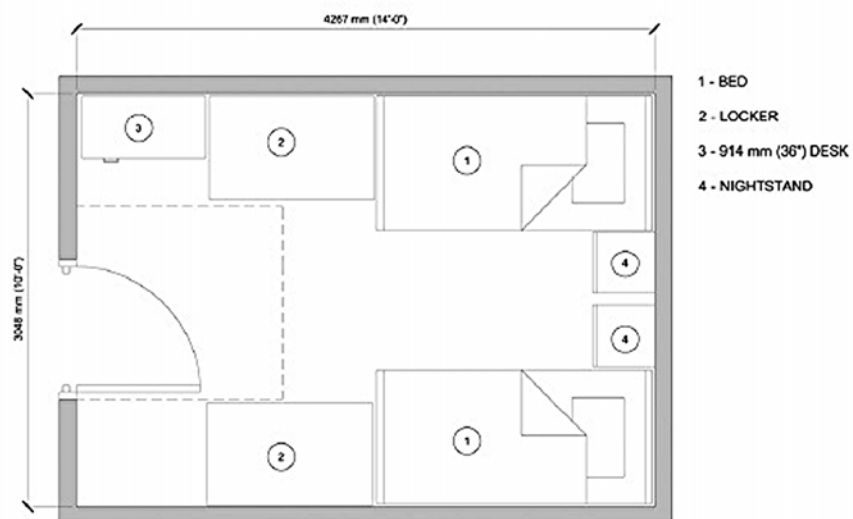 4267 mm (14'-0")
1 - BED
2 - LOCKER
3 - 914 mm (36") DESK
4 - NIGHTSTAND
3048 mm (10'-0")
3
2
1
4
4
2
1